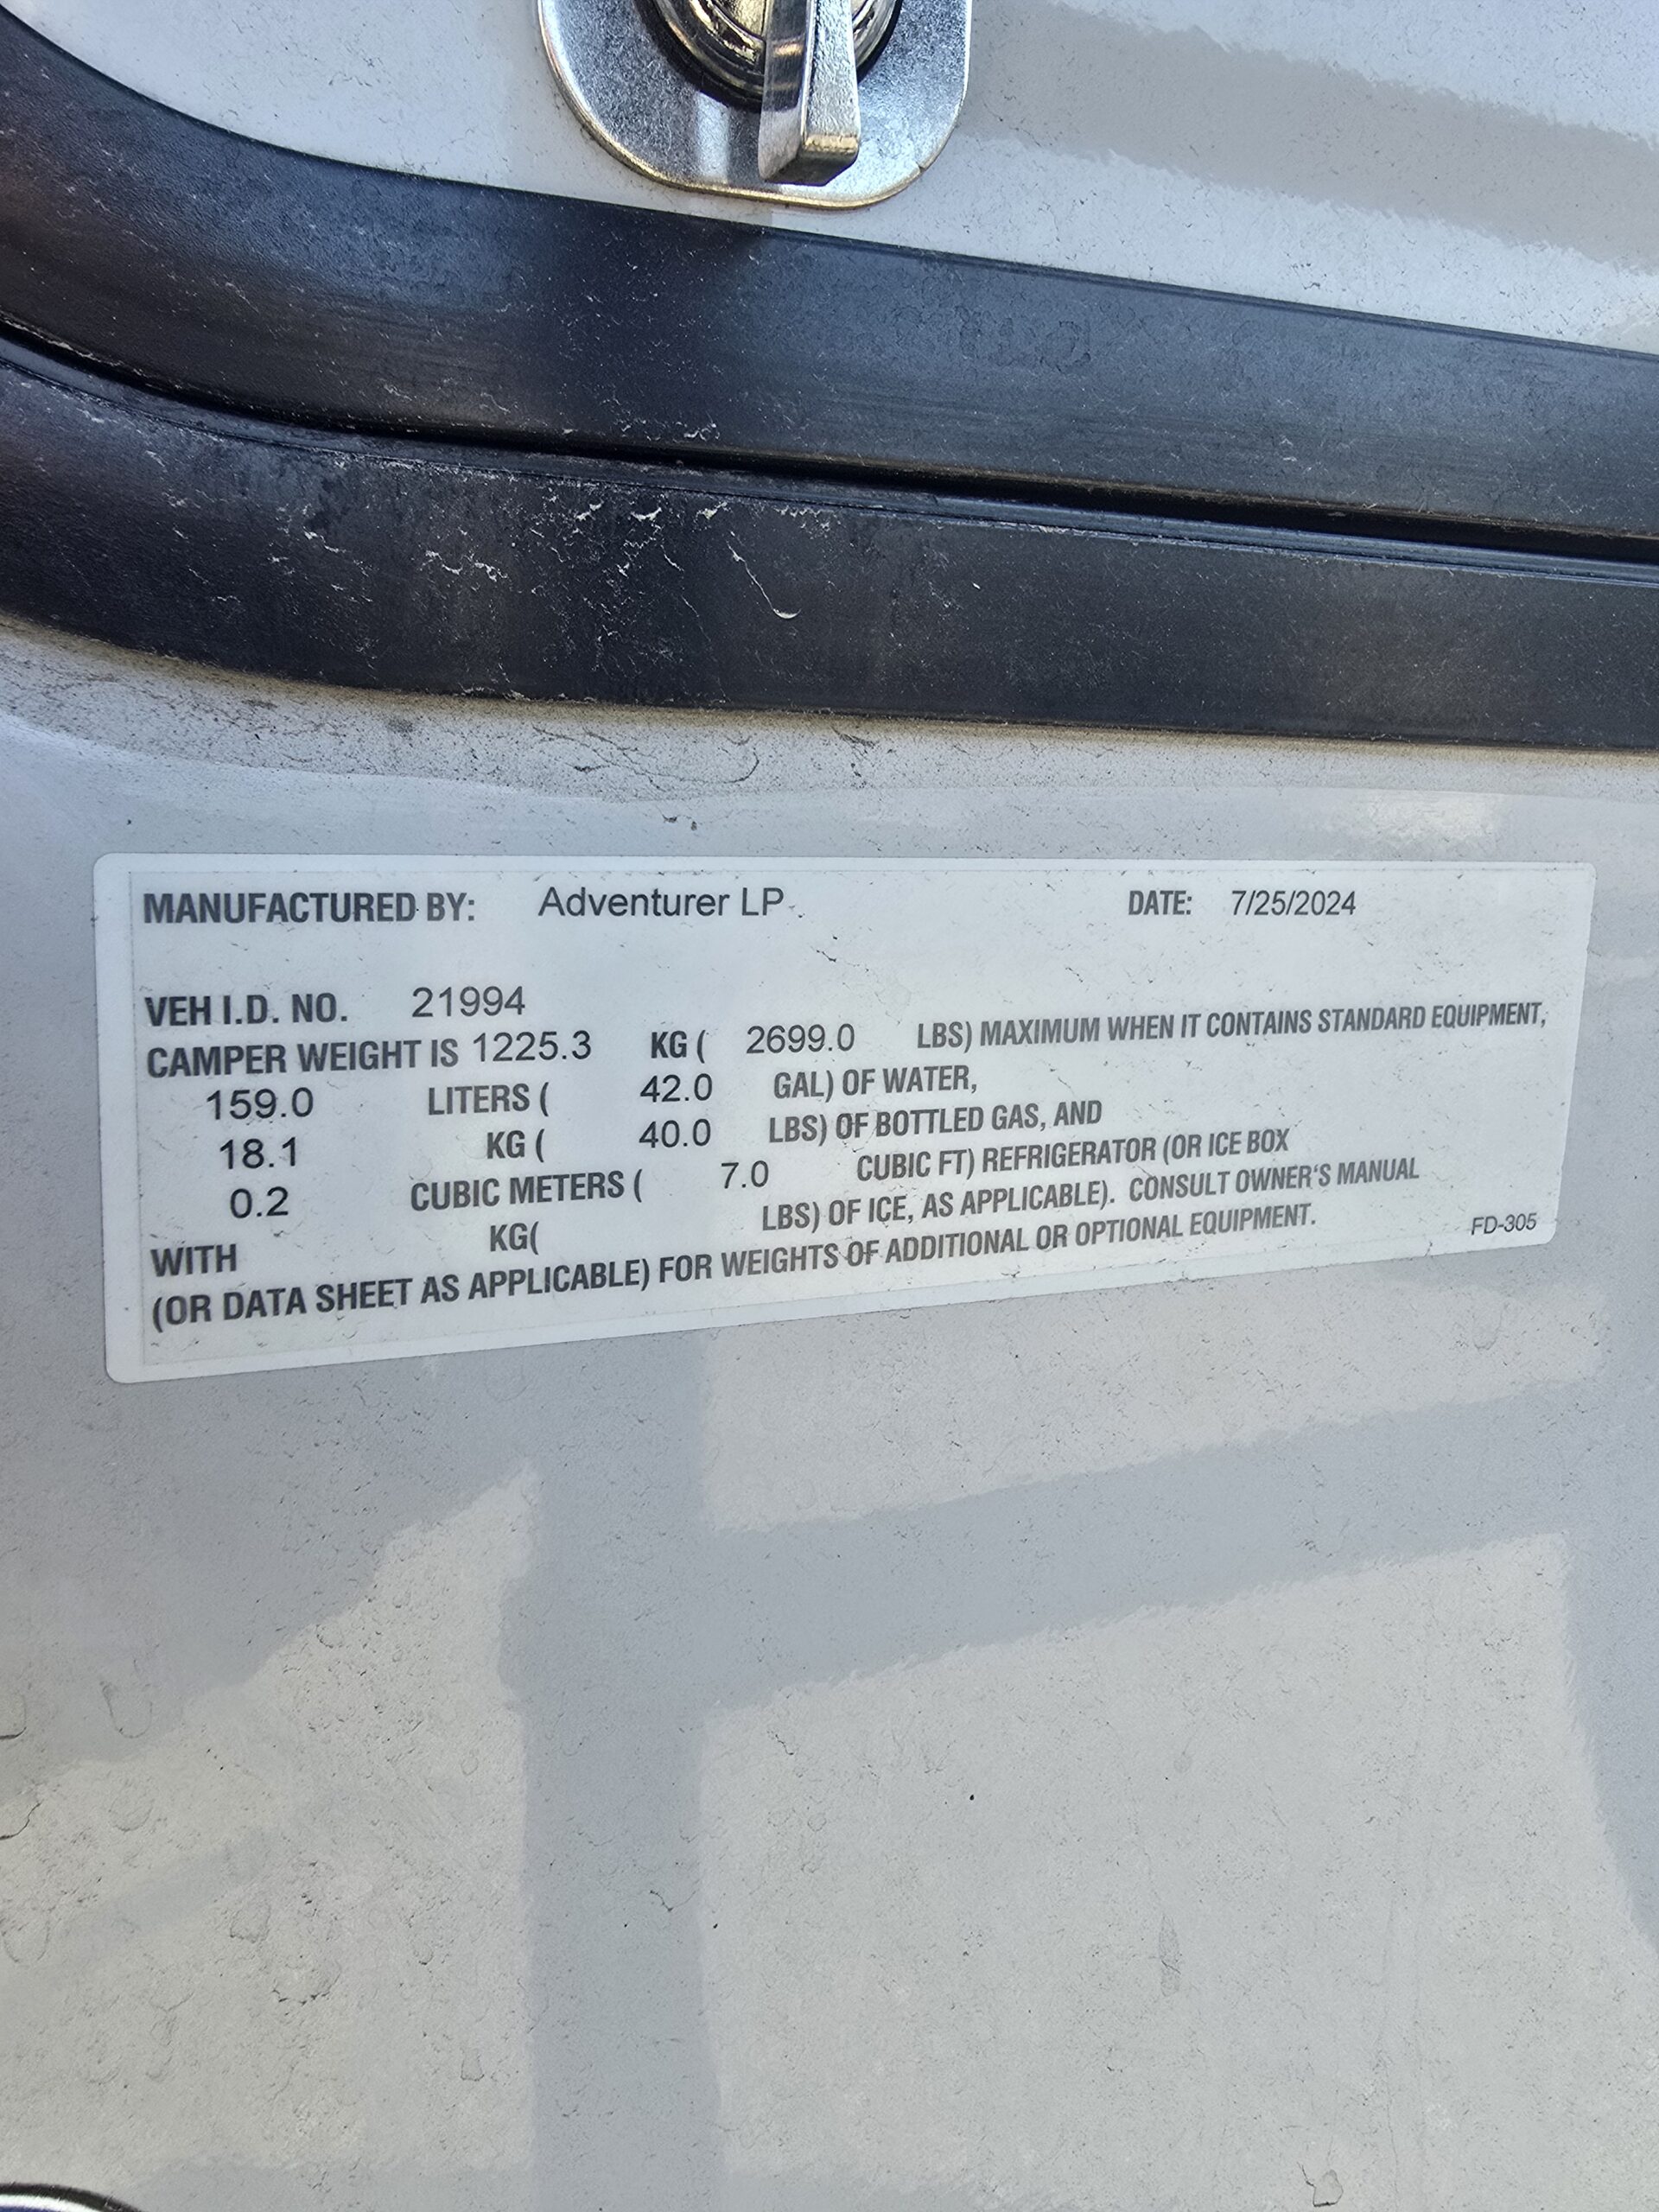 MANUFACTURED BY: Adventurer LP DATE: 7/25/2024
VEH I.D. NO. 21994
CAMPER WEIGHT IS 1225.3 KG ( 2699.0 LBS) MAXIMUM WHEN IT CONTAINS STANDARD EQUIPMENT,
159.0 LITERS ( 42.0 GAL) OF WATER,
18.1 KG ( 40.0 LBS) OF BOTTLED GAS, AND
0.2 CUBIC METERS ( 7.0 CUBIC FT) REFRIGERATOR (OR ICE BOX
WITH KG( LBS) OF ICE, AS APPLICABLE). CONSULT OWNER'S MANUAL
(OR DATA SHEET AS APPLICABLE) FOR WEIGHTS OF ADDITIONAL OR OPTIONAL EQUIPMENT.
FD-305